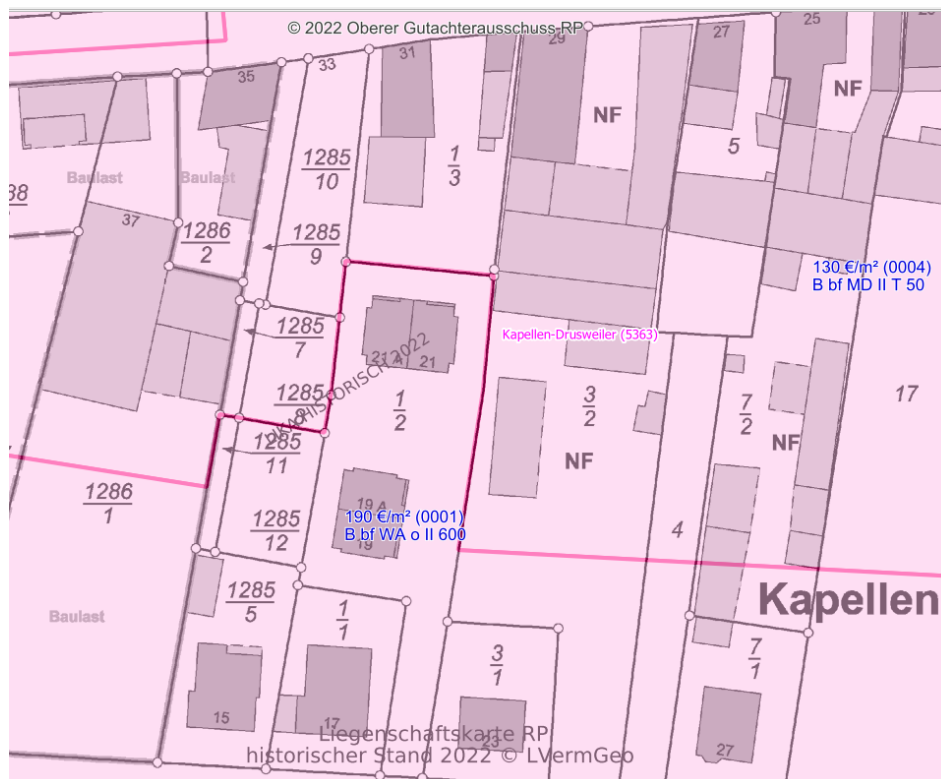 © 2022 Oberer Gutachterausschuss-RP
25
27
29
31
33
35
NF
NF
5
1285
10
1
3
Baulast
Baulast
37
1286
2
1285
9
130 €/m² (0004)
B bf MD II T 50
1285
7
Kapellen-Drusweiler (5363)
21
21
HISTORISCH 2022
1285
8
1
2
3
2
7
2
17
NF
NF
1285
11
1286
1
19 A
190 €/m² (0001)
B bf WA o II 600
19
1285
12
4
Kapellen
1285
5
1
1
Baulast
3
1
7
1
15
17
23
27
Liegenschaftskarte RP
historischer Stand 2022 © LVermGeo